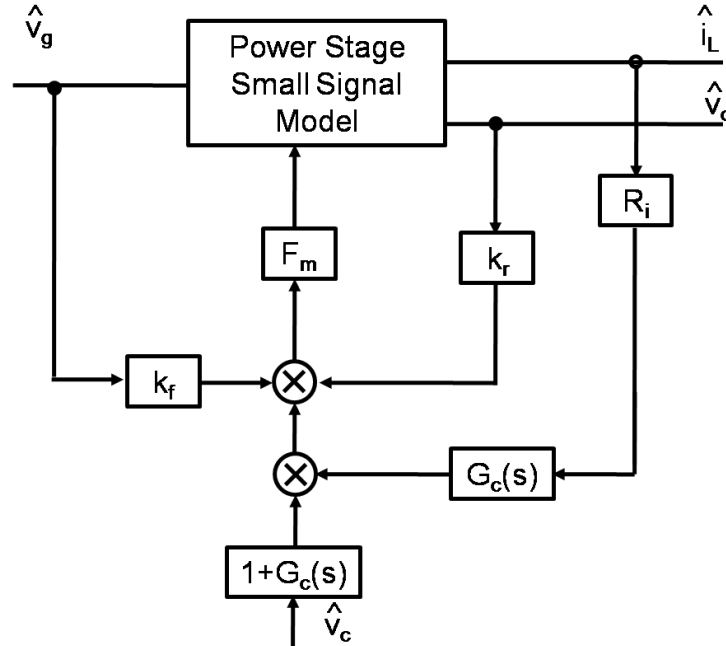 v̂g
Power Stage
Small Signal
Model
îL
v̂o
Ri
Fm
kr
kf
Gc(s)
1+Gc(s)
v̂c